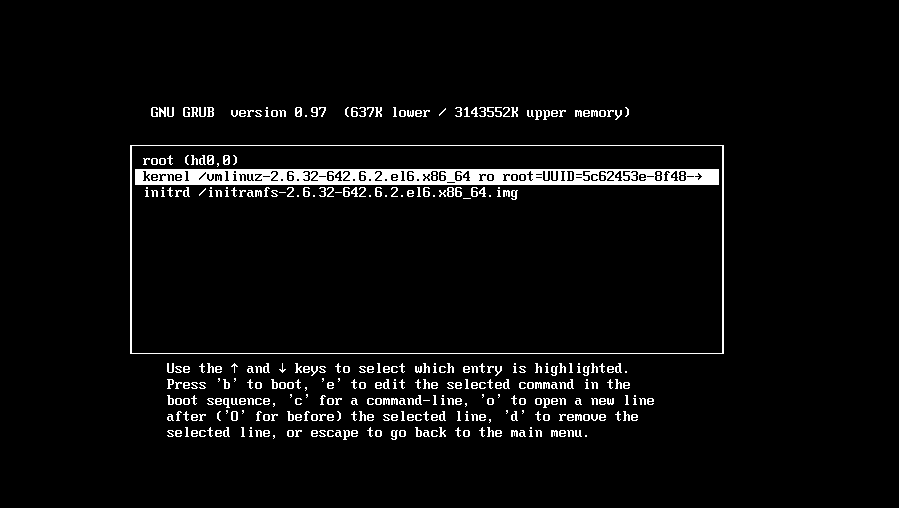 GNU GRUB  version 0.97  (637K lower / 3143552K upper memory)
root (hd0,0)
kernel /vmlinuz-2.6.32-642.6.2.el6.x86_64 ro root=UUID=5c62453e-8f48-→
initrd /initramfs-2.6.32-642.6.2.el6.x86_64.img
Use the ↑ and ↓ keys to select which entry is highlighted.
Press 'b' to boot, 'e' to edit the selected command in the
boot sequence, 'c' for a command-line, 'o' to open a new line
after ('O' for before) the selected line, 'd' to remove the
selected line, or escape to go back to the main menu.